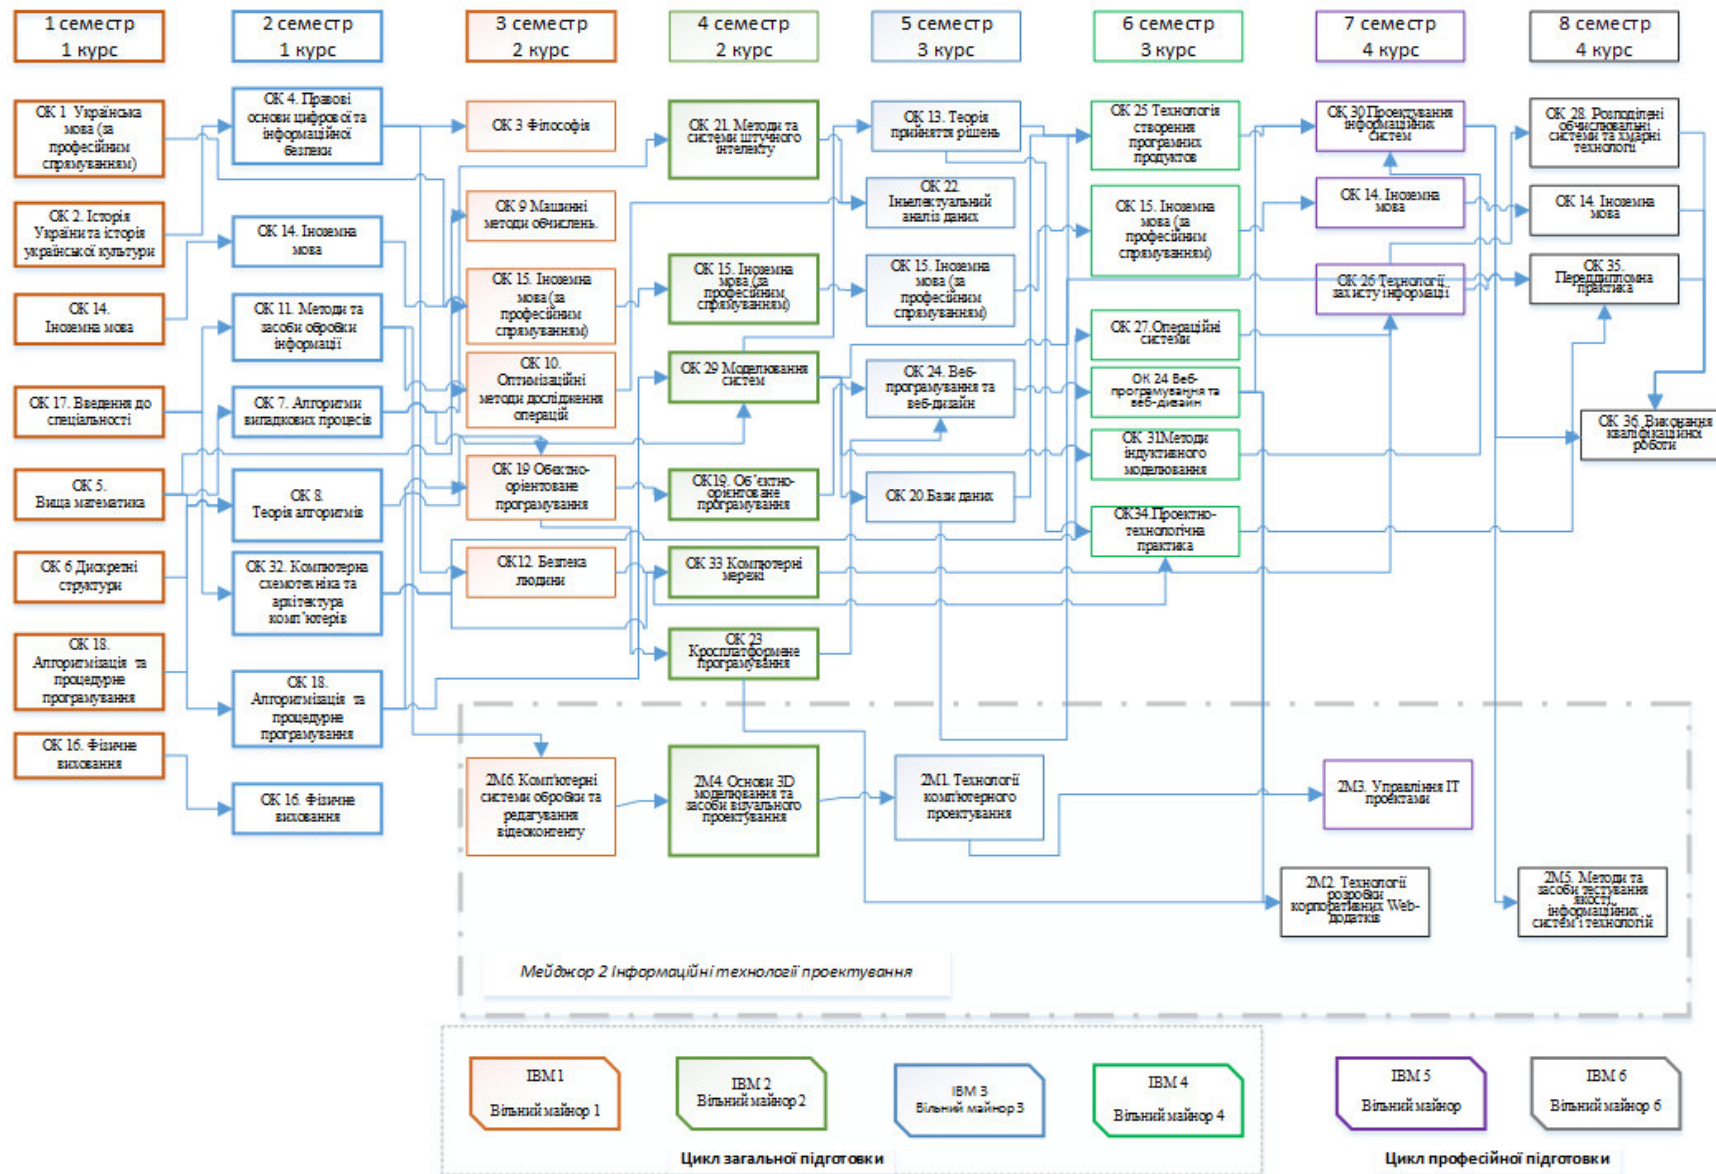 1 семестр
1 курс
2 семестр
1 курс
3 семестр
2 курс
4 семестр
2 курс
5 семестр
3 курс
6 семестр
3 курс
7 семестр
4 курс
8 семестр
4 курс
ОК 1 Українська
мова (за
професійним
спрямуванням)
ОК 2. Історія
України та історія
української культури
ОК 14.
Іноземна мова
ОК 17. Введення до
спеціальності
ОК 5.
Вища математика
ОК 6 Дискретні
структури
ОК 18.
Алгоритмізація та
процедурне
програмування
ОК 16. Фізичне
виховання
ОК 4. Правові
основи цифрової та
інформаційної
безпеки
ОК 14. Іноземна
мова
ОК 11. Методи та
засоби обробки
інформації
ОК 7. Алгоритми
випадкових процесів
ОК 8.
Теорія алгоритмів
ОК 32. Компютерна
схемотехніка та
архітектура
комп’ютерів
ОК 18.
Алгоритмізація та
процедурне
програмування
ОК 16. Фізичне
виховання
ОК 3 Філософія
ОК 9 Машинні
методи обчислень.
ОК 15. Іноземна
мова (за
професійним
спрямуванням)
ОК 10.
Оптимізаційні
методи дослідження
операцій
ОК 19 Обєктно-
орієнтоване
програмування
ОК12. Безпека
людини
2М6. Комп'ютерні
системи обробки та
редагування
відеоконтенту
ОК 21. Методи та
системи штучного
інтелекту
ОК 15. Іноземна
мова (за
професійним
спрямуванням)
ОК 29 Моделювання
систем
ОК19. Об’єктно-
орієнтоване
програмування
ОК 33 Компютерні
мережі
ОК 23
Кросплатформене
програмування
2М4. Основи 3D
моделювання та
засоби візуального
проектування
ОК 13. Теорія
прийняття рішень
ОК 22.
Іньелектуальний
аналіз даних
ОК 15. Іноземна
мова (за
професійним
спрямуванням)
ОК 24. Веб-
програмування та
веб-дизайн
ОК 20.Бази даних
2М1. Технології
комп'ютерного
проектування
ОК 25 Технологія
створення
програмних
продуктов
ОК 15. Іноземна
мова (за
професійним
спрямуванням)
ОК 27.Операційні
системи
ОК 24 Веб-
програмування та
веб-дизайн
ОК 31Методи
індуктивного
моделювання
ОК34.Проектно-
технологічна
практика
ОК 30Проектування
інформаційних
систем
ОК 14. Іноземна
мова
ОК 26 Технології
захисту інформації
2М3. Управління ІТ
проектами
2М2. Технології
розробки
корпоративних Web-
додатків
ОК 28. Розподілені
обчислювальні
системи та хмарні
технології
ОК 14. Іноземна
мова
ОК 35.
Переддипломна
практика
ОК 36. Виконання
кваліфікаційної
роботи
2М5. Методи та
засоби тестування
якості
інформаційних
систем і технологій
Мейджор 2 Інформаційні технології проектування
ІВМ 1
Вільний майнор 1
ІВМ 2
Вільний майнор 2
ІВМ 3
Вільний майнор 3
ІВМ 4
Вільний майнор 4
ІВМ 5
Вільний майнор
ІВМ 6
Вільний майнор 6
Цикл загальної підготовки
Цикл професійної підготовки